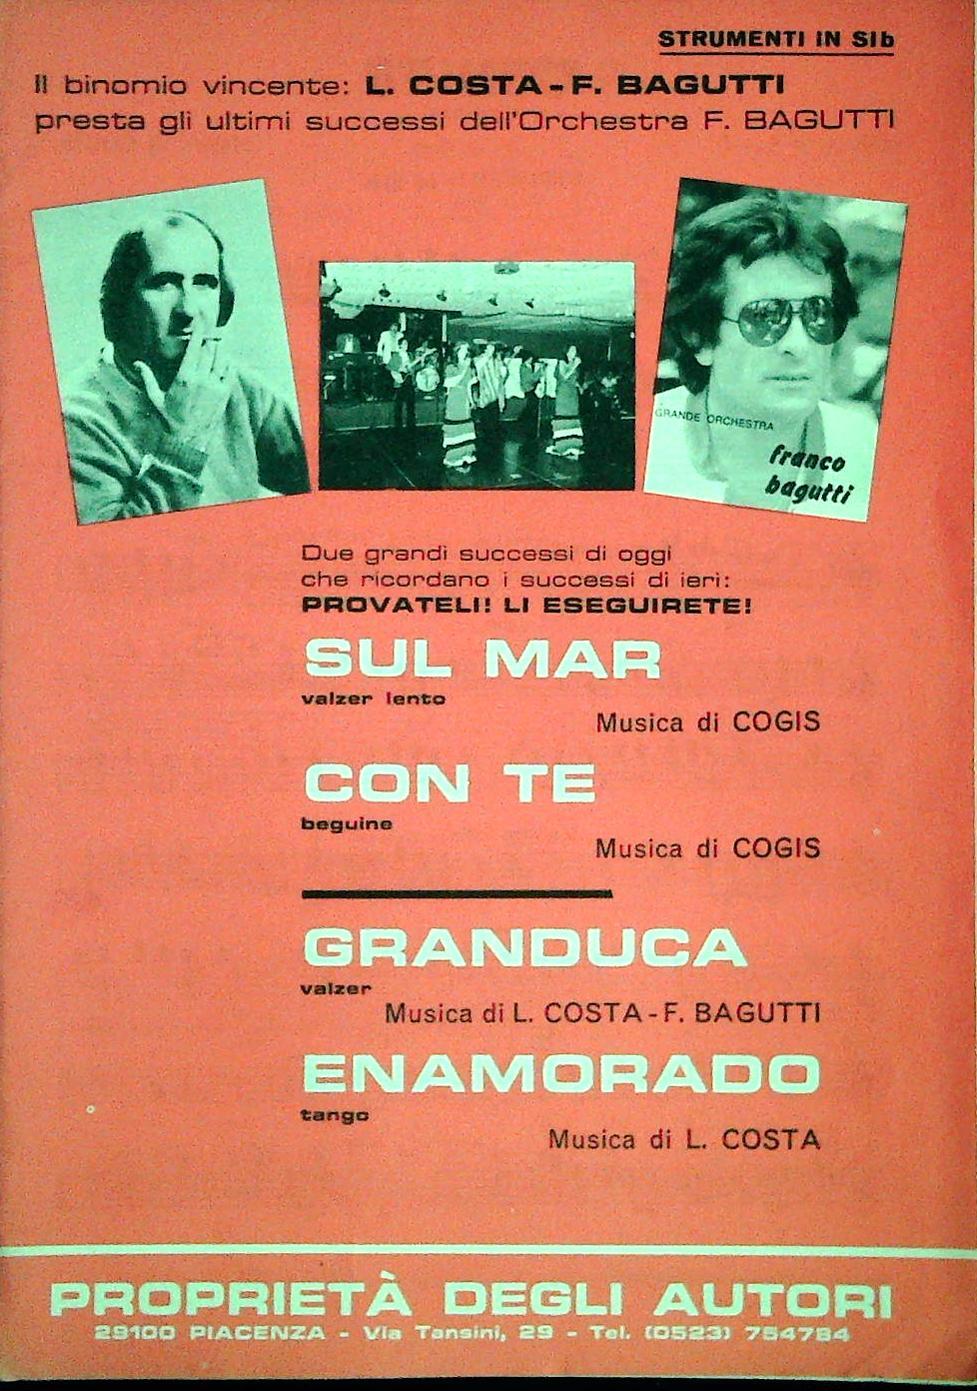 STRUMENTI IN SIb
Il binomio vincente: L. COSTA - F. BAGUTTI
presta gli ultimi successi dell'Orchestra F. BAGUTTI
GRANDE ORCHESTRA
franco
bagutti
Due grandi successi di oggi
che ricordano i successi di ieri:
PROVATELI! LI ESEGUIRETE!
SUL MAR
valzer lento
Musica di COGIS
CON TE
beguine
Musica di COGIS
GRANDUCA
valzer
Musica di L. COSTA - F. BAGUTTI
ENAMORADO
tango
Musica di L. COSTA
PROPRIETÀ DEGLI AUTORI
29100 PIACENZA - Via Tansini, 29 - Tel. (0523) 754784